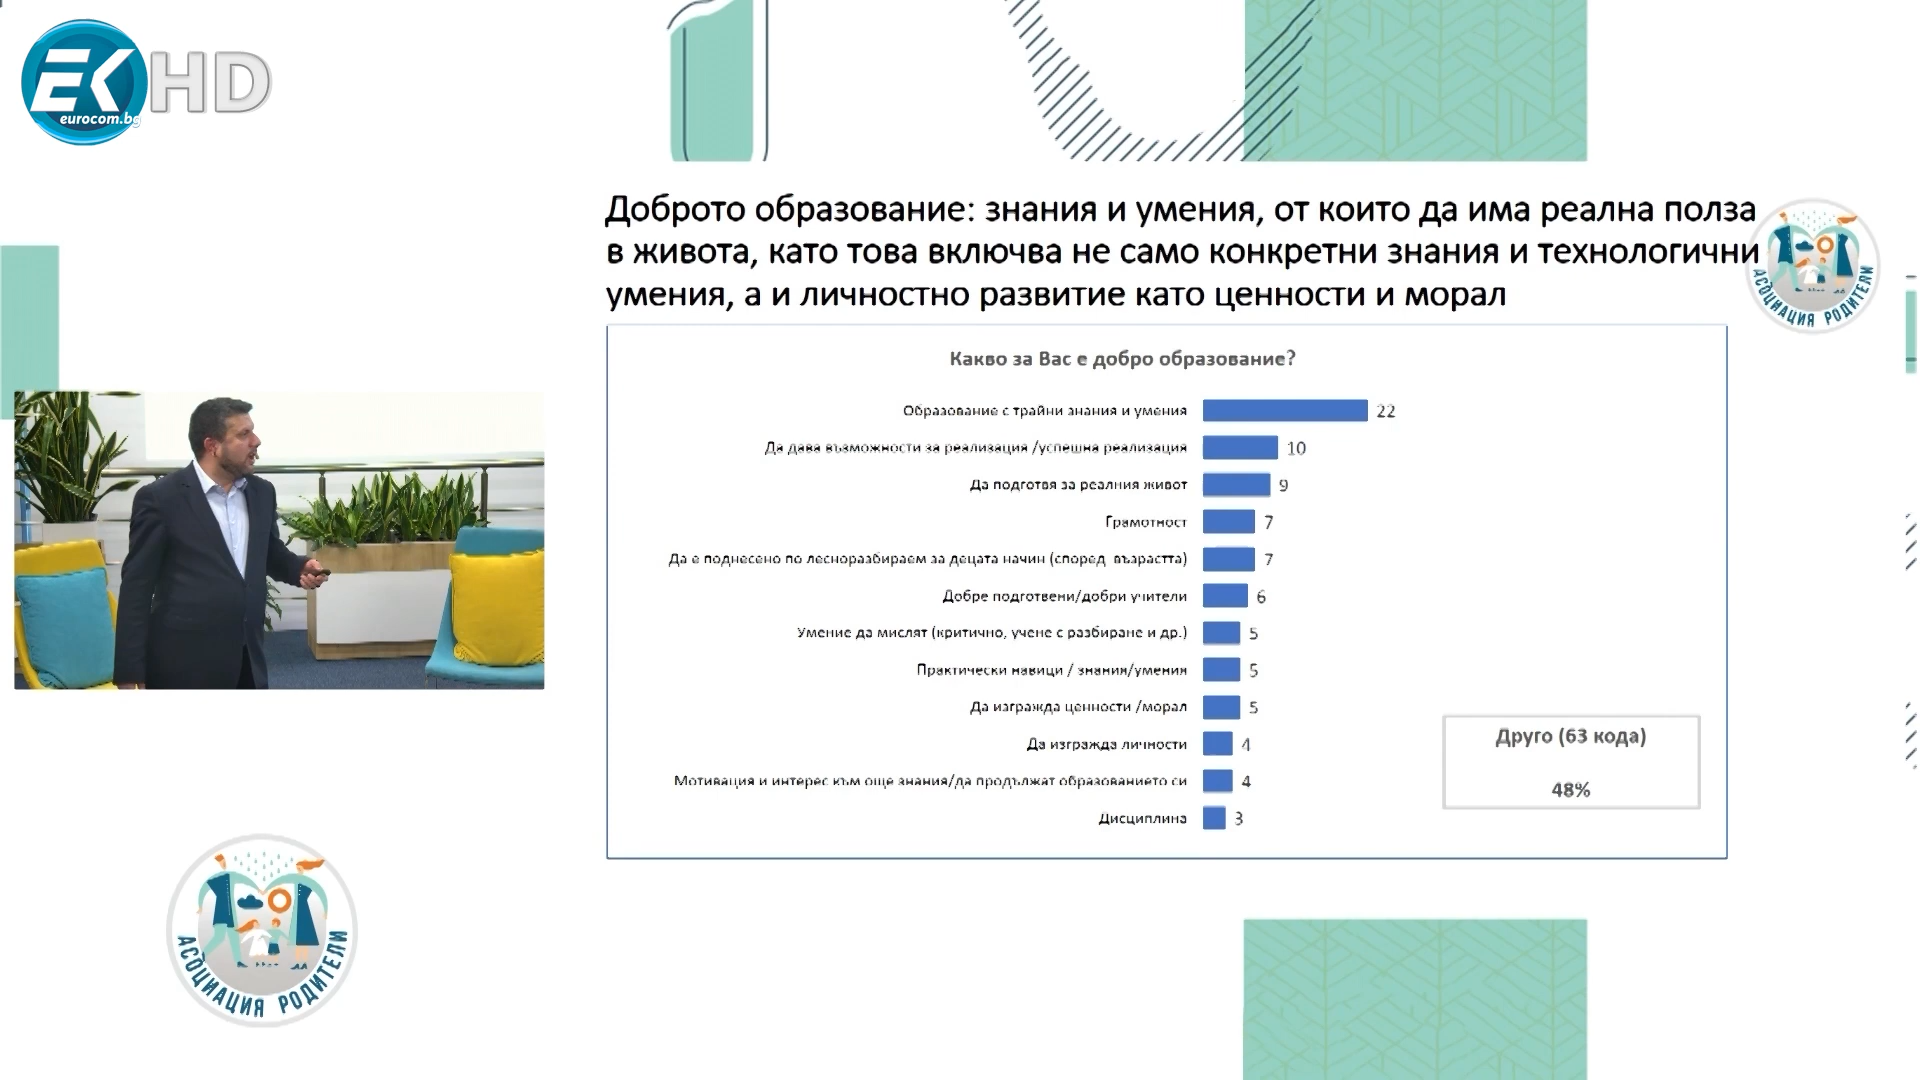 EK HD
eurocom.bg
Доброто образование: знания и умения, от които да има реална полза
в живота, като това включва не само конкретни знания и технологични
умения, а и личностно развитие като ценности и морал
АСОЦИАЦИЯ РОДИТЕЛИ
Какво за Вас е добро образование?
Образование с трайни знания и умения 22
Да дава възможности за реализация /успешна реализация 10
Да подготвя за реалния живот 9
Грамотност 7
Да е поднесено по лесноразбираем за децата начин (според възрастта) 7
Добре подготвени/добри учители 6
Умение да мислят (критично, учене с разбиране и др.) 5
Практически навици / знания/умения 5
Да изгражда ценности /морал 5
Да изгражда личности 4
Мотивация и интерес към още знания/да продължат образованието си 4
Дисциплина 3
Друго (63 кода)
48%
АСОЦИАЦИЯ РОДИТЕЛИ